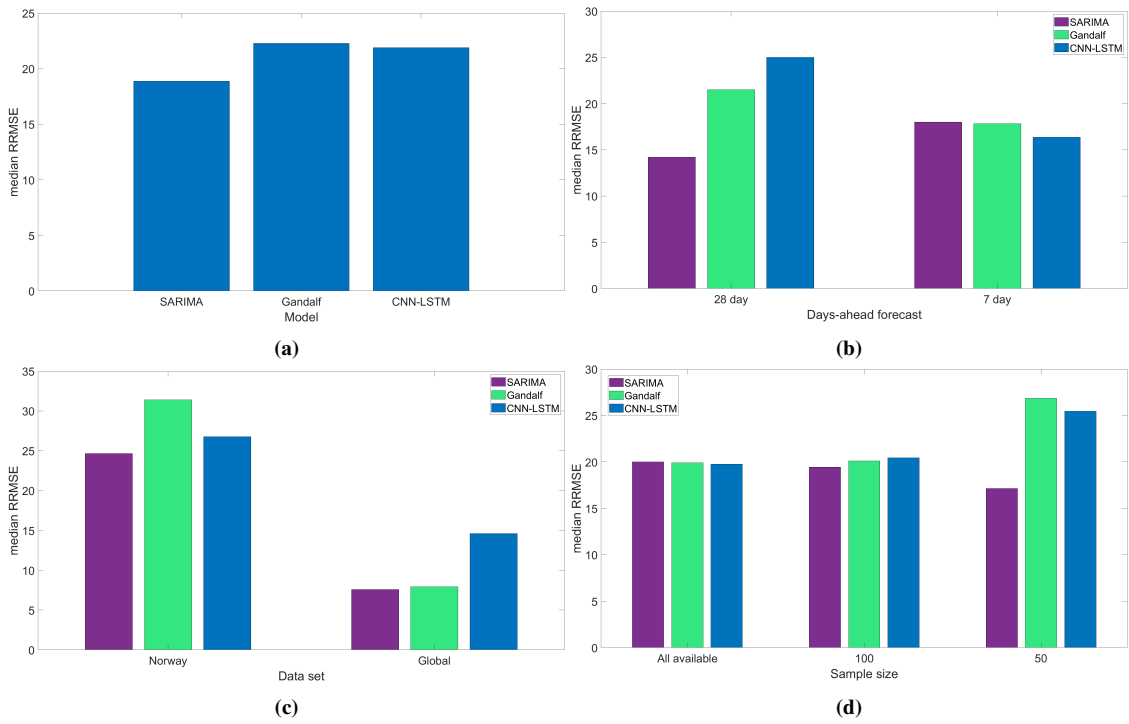 25
20
15
10
5
0
median RRMSE
SARIMA
Gandalf
CNN-LSTM
Model
(a)
30
25
20
15
10
5
0
median RRMSE
SARIMA
Gandalf
CNN-LSTM
28 day
7 day
Days-ahead forecast
(b)
35
30
25
20
15
10
5
0
median RRMSE
SARIMA
Gandalf
CNN-LSTM
Norway
Global
Data set
(c)
30
25
20
15
10
5
0
median RRMSE
SARIMA
Gandalf
CNN-LSTM
All available
100
50
Sample size
(d)